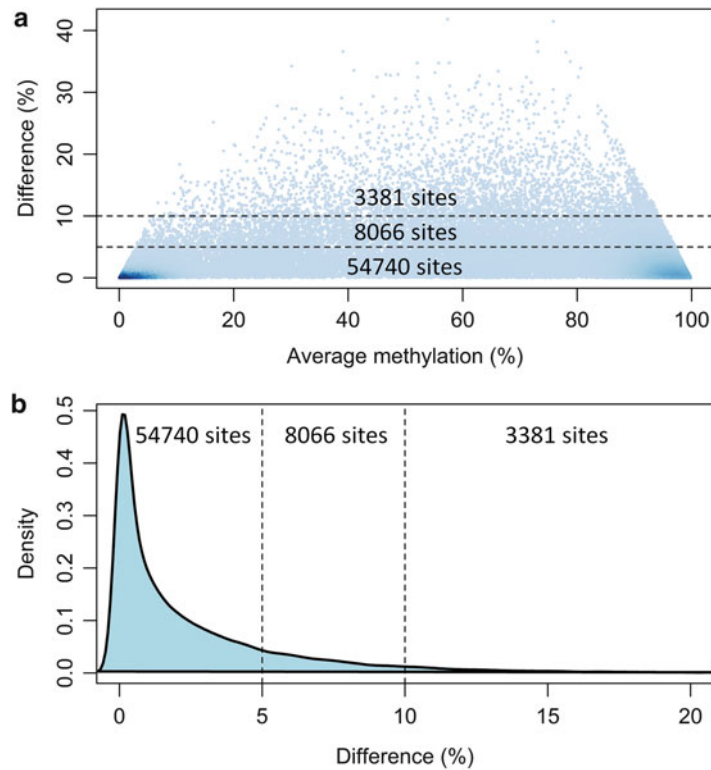 a
Difference (%)
40
30
20
10
0
3381 sites
8066 sites
54740 sites
0 20 40 60 80 100
Average methylation (%)
b
Density
0.5
0.4
0.3
0.2
0.1
0.0
54740 sites 8066 sites 3381 sites
0 5 10 15 20
Difference (%)